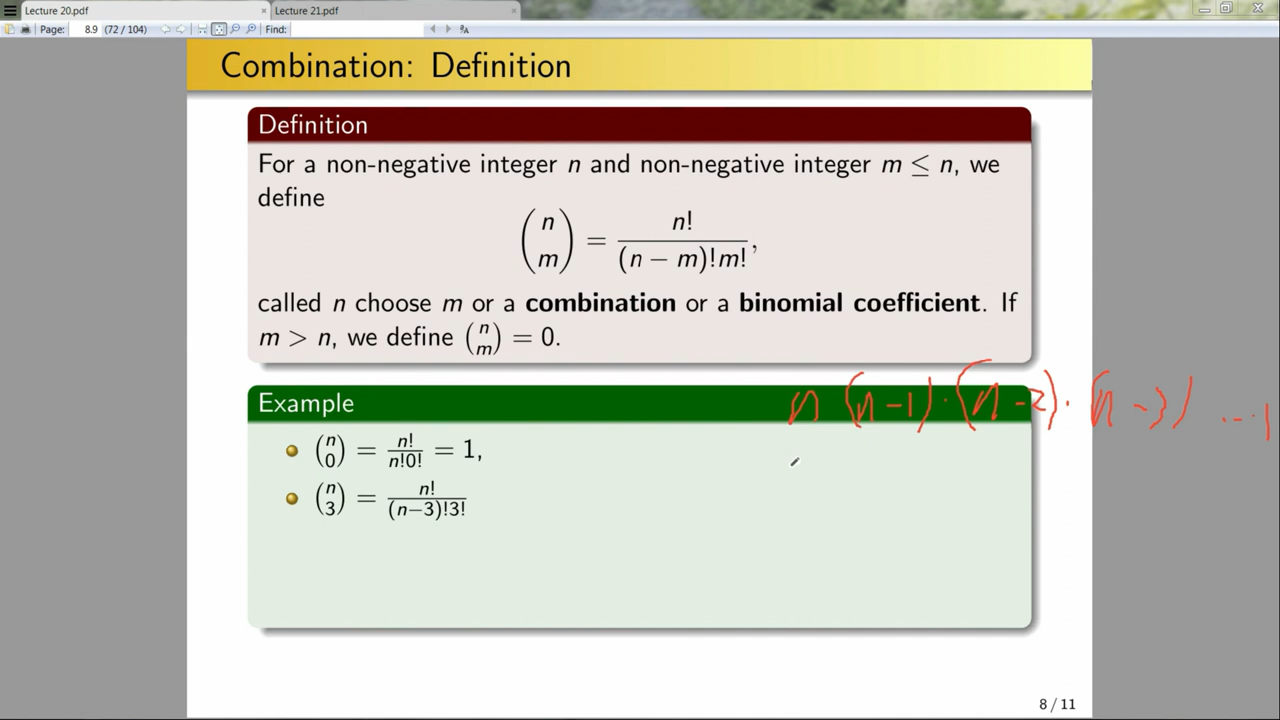 Lecture 20.pdf × Lecture 21.pdf ×
Page: 8.9 (72 / 104) Find:
Combination: Definition
Definition
For a non-negative integer n and non-negative integer m ≤ n, we
define
(n m) = n! / (n − m)!m!,
called n choose m or a combination or a binomial coefficient. If
m > n, we define (n m) = 0.
n (n-1)·(n-2)·(n-3) ...1
Example
(n 0) = n! / n!0! = 1,
(n 3) = n! / (n−3)!3!
8 / 11